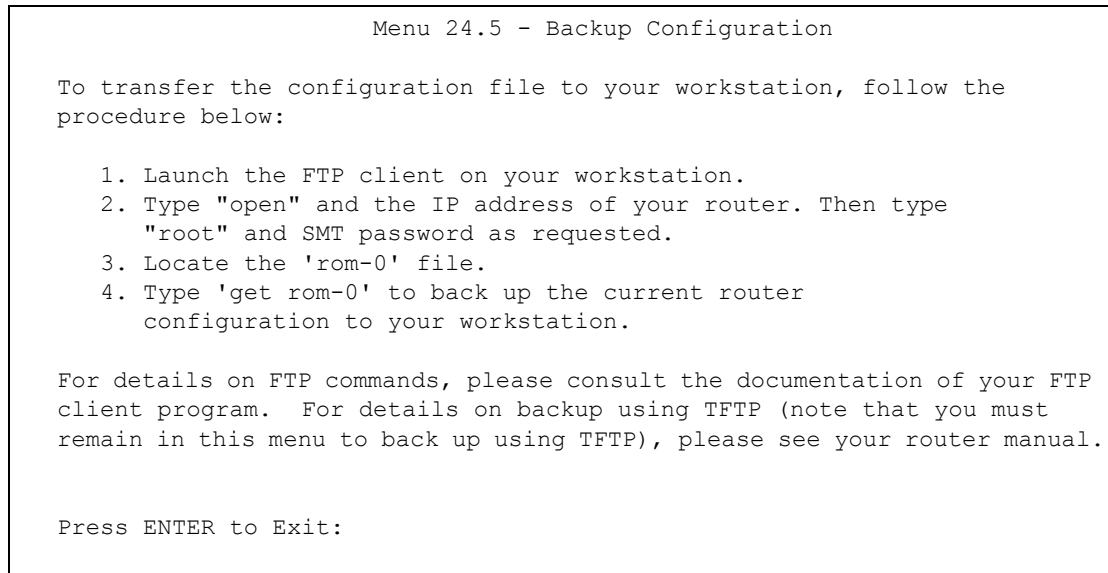 Menu 24.5 - Backup Configuration
To transfer the configuration file to your workstation, follow the
procedure below:
1. Launch the FTP client on your workstation.
2. Type "open" and the IP address of your router. Then type
"root" and SMT password as requested.
3. Locate the 'rom-0' file.
4. Type 'get rom-0' to back up the current router
configuration to your workstation.
For details on FTP commands, please consult the documentation of your FTP
client program.  For details on backup using TFTP (note that you must
remain in this menu to back up using TFTP), please see your router manual.
Press ENTER to Exit: